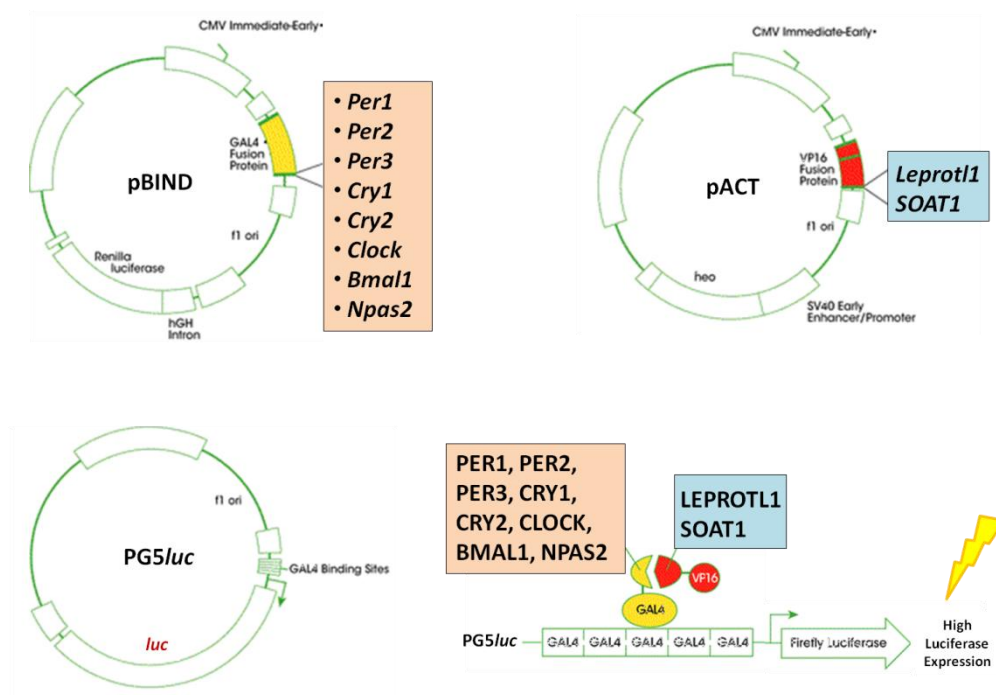 CMV Immediate-Early•
GAL4 •
Fusion
Protein
pBIND
f1 ori
Renilla
luciferase
hGH
Intron
• Per1
• Per2
• Per3
• Cry1
• Cry2
• Clock
• Bmal1
• Npas2
CMV Immediate-Early•
VP16
Fusion
Protein
pACT
f1 ori
heo
SV40 Early
Enhancer/Promoter
Leprotl1
SOAT1
f1 ori
PG5luc
GAL4 Binding Sites
luc
PER1, PER2,
PER3, CRY1,
CRY2, CLOCK,
BMAL1, NPAS2
LEPROTL1
SOAT1
VP16
GAL4
PG5luc
GAL4 GAL4 GAL4 GAL4 GAL4
Firefly Luciferase
High
Luciferase
Expression